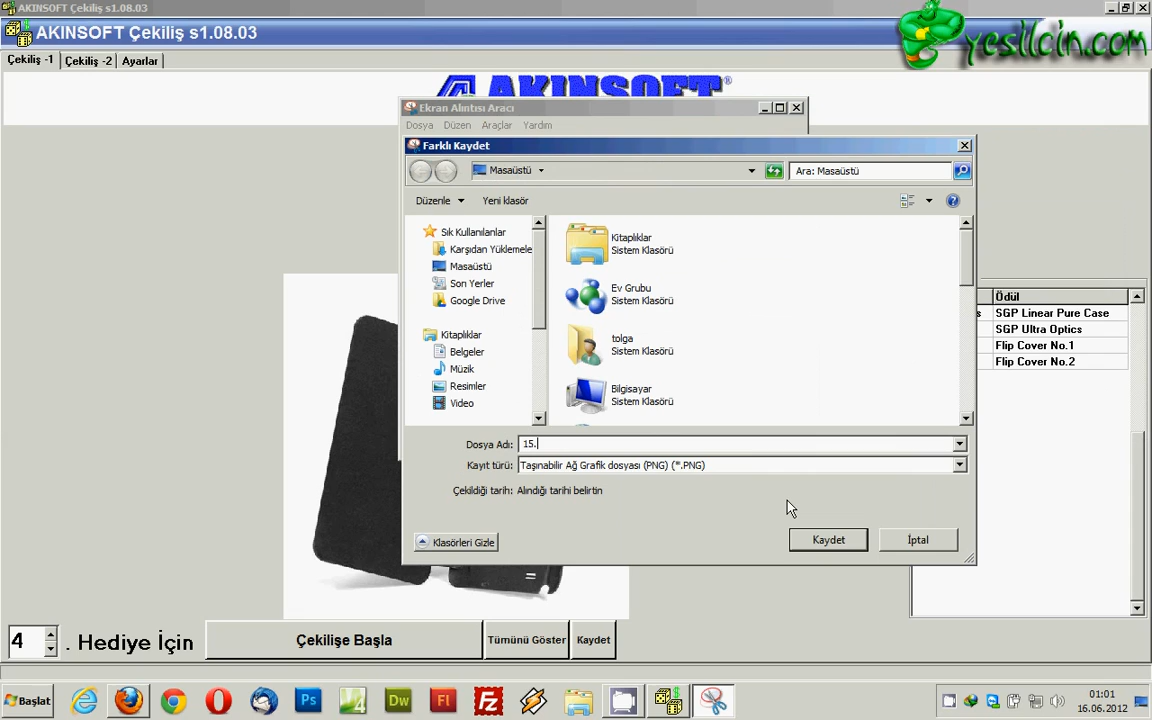 AKINSOFT Çekiliş s1.08.03
AKINSOFT Çekiliş s1.08.03
yesilcin.com
Çekiliş -1
Çekiliş -2
Ayarlar
AKINSOFT®
Ekran Alıntısı Aracı
Dosya Düzen Araçlar Yardım
Farklı Kaydet
Masaüstü
Ara: Masaüstü
Düzenle
Yeni klasör
Sık Kullanılanlar
Karşıdan Yüklemele
Masaüstü
Son Yerler
Google Drive
Kitaplıklar
Belgeler
Müzik
Resimler
Video
Kitaplıklar
Sistem Klasörü
Ev Grubu
Sistem Klasörü
tolga
Sistem Klasörü
Bilgisayar
Sistem Klasörü
Dosya Adı: 15.
Kayıt türü: Taşınabilir Ağ Grafik dosyası (PNG) (*.PNG)
Çekildiği tarih: Alındığı tarihi belirtin
Klasörleri Gizle
Kaydet
İptal
Ödül
SGP Linear Pure Case
SGP Ultra Optics
Flip Cover No.1
Flip Cover No.2
4 . Hediye İçin
Çekilişe Başla
Tümünü Göster
Kaydet
Başlat
01:01
16.06.2012